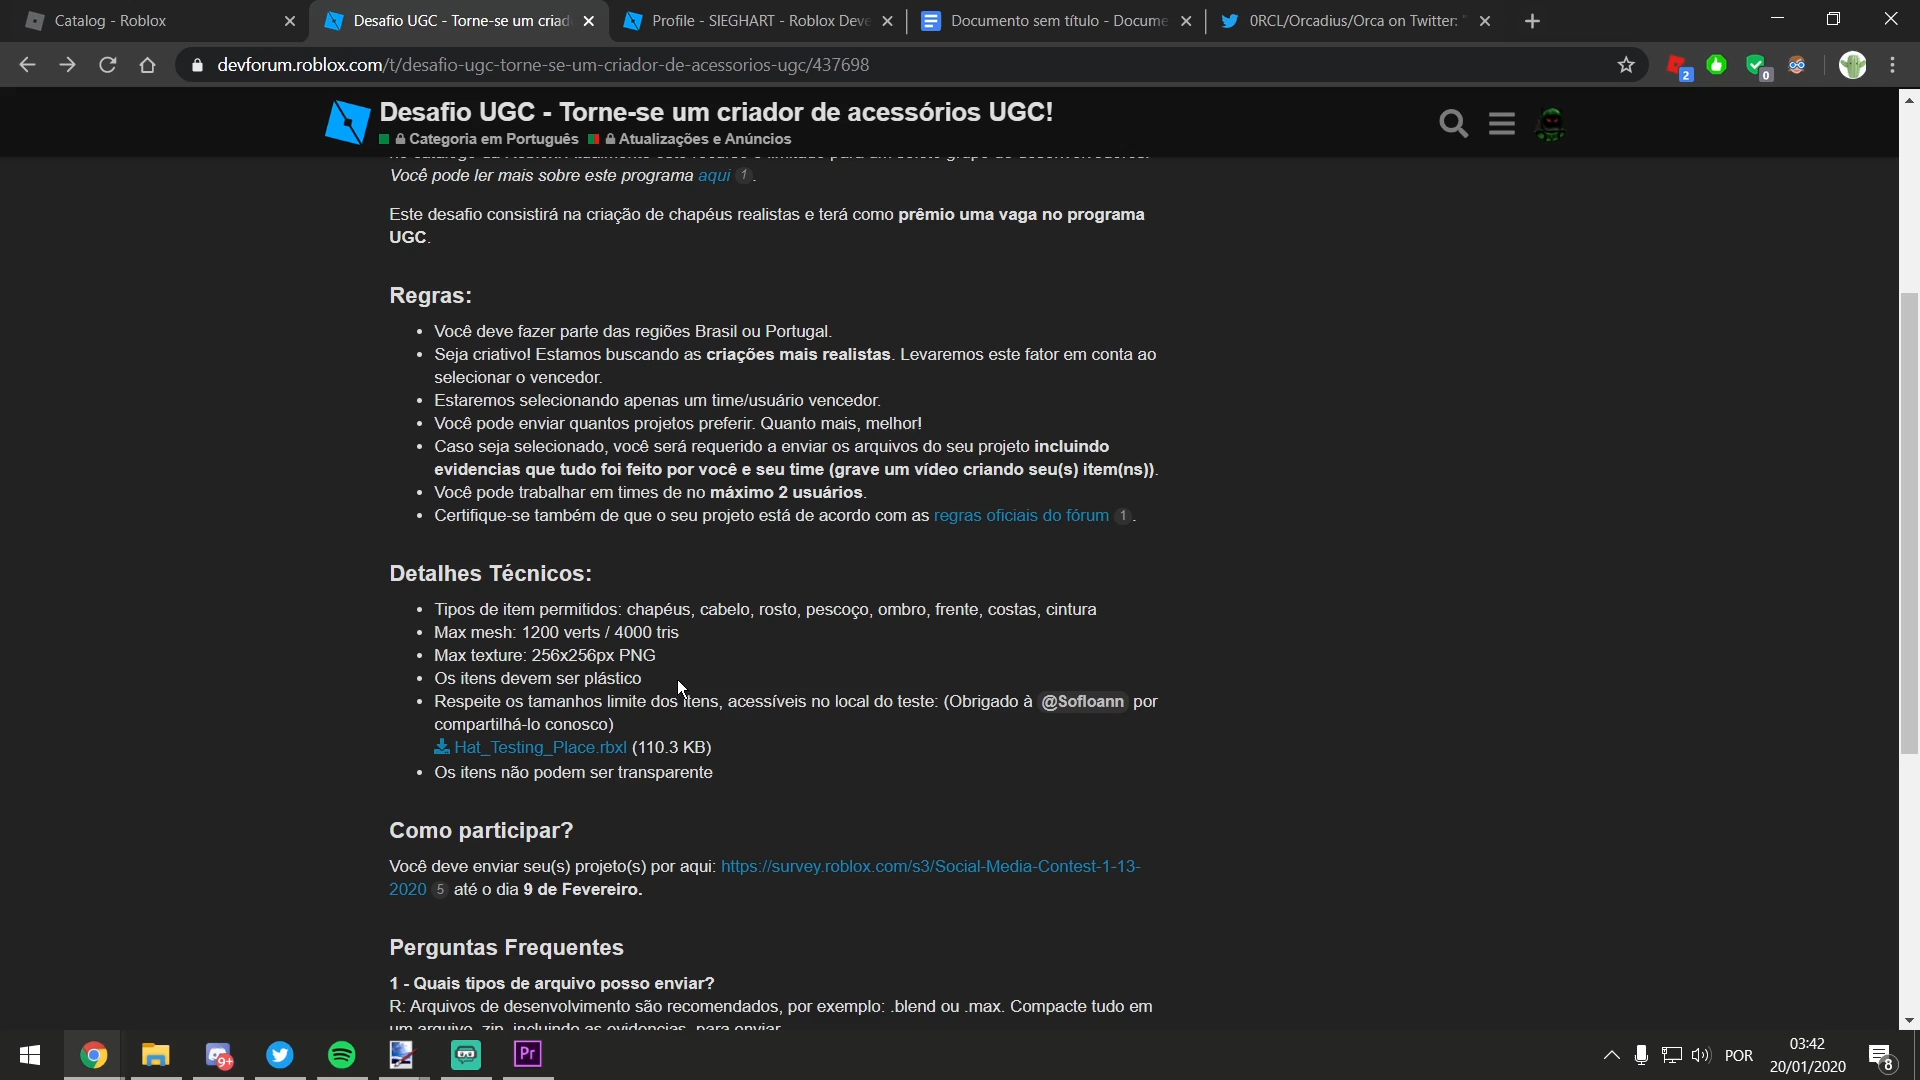 Catalog - Roblox
Desafio UGC - Torne-se um criad
Profile - SIEGHART - Roblox Deve
Documento sem título - Docume
0RCL/Orcadius/Orca on Twitter: "
devforum.roblox.com/t/desafio-ugc-torne-se-um-criador-de-acessorios-ugc/437698
2
0
Desafio UGC - Torne-se um criador de acessórios UGC!
Categoria em Português Atualizações e Anúncios
Você pode ler mais sobre este programa aqui 1.
Este desafio consistirá na criação de chapéus realistas e terá como prêmio uma vaga no programa
UGC.
Regras:
• Você deve fazer parte das regiões Brasil ou Portugal.
• Seja criativo! Estamos buscando as criações mais realistas. Levaremos este fator em conta ao
selecionar o vencedor.
• Estaremos selecionando apenas um time/usuário vencedor.
• Você pode enviar quantos projetos preferir. Quanto mais, melhor!
• Caso seja selecionado, você será requerido a enviar os arquivos do seu projeto incluindo
evidencias que tudo foi feito por você e seu time (grave um vídeo criando seu(s) item(ns)).
• Você pode trabalhar em times de no máximo 2 usuários.
• Certifique-se também de que o seu projeto está de acordo com as regras oficiais do fórum 1.
Detalhes Técnicos:
• Tipos de item permitidos: chapéus, cabelo, rosto, pescoço, ombro, frente, costas, cintura
• Max mesh: 1200 verts / 4000 tris
• Max texture: 256x256px PNG
• Os itens devem ser plástico
• Respeite os tamanhos limite dos itens, acessíveis no local do teste: (Obrigado à @Sofloann por
compartilhá-lo conosco)
Hat_Testing_Place.rbxl (110.3 KB)
• Os itens não podem ser transparente
Como participar?
Você deve enviar seu(s) projeto(s) por aqui: https://survey.roblox.com/s3/Social-Media-Contest-1-13-
2020 5 até o dia 9 de Fevereiro.
Perguntas Frequentes
1 - Quais tipos de arquivo posso enviar?
R: Arquivos de desenvolvimento são recomendados, por exemplo: .blend ou .max. Compacte tudo em
um arquivo .zip, incluindo as evidencias, para enviar.
9+
Pr
POR
03:42
20/01/2020
8